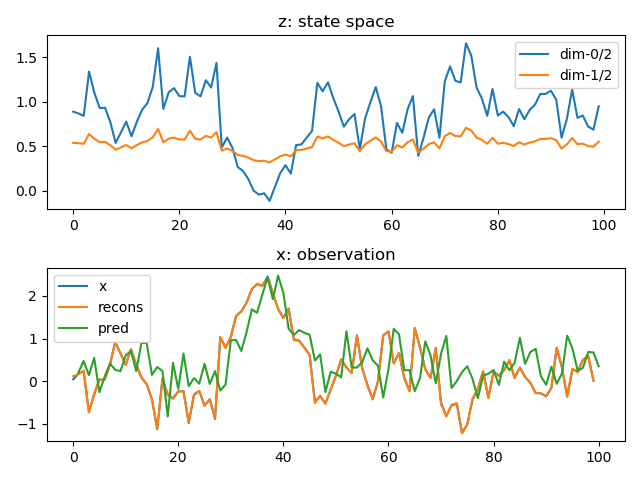 z: state space
dim-0/2
dim-1/2
1.5
1.0
0.5
0.0
0 20 40 60 80 100
x: observation
x
recons
pred
2
1
0
−1
0 20 40 60 80 100